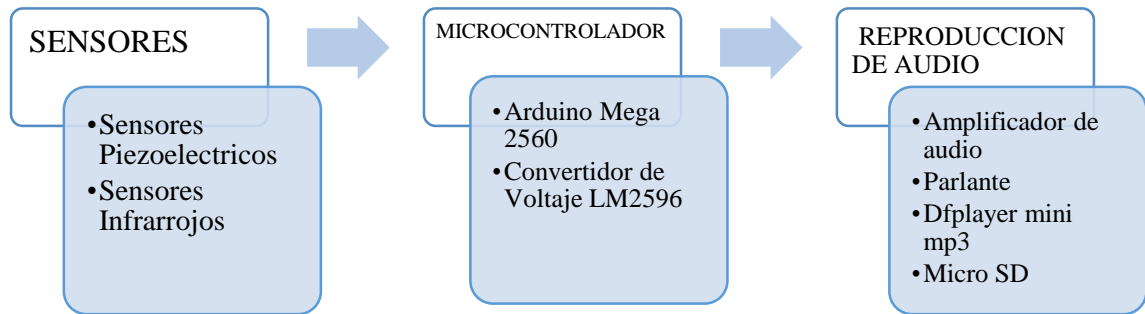 SENSORES
•Sensores
Piezoelectricos
•Sensores
Infrarrojos
MICROCONTROLADOR
•Arduino Mega
2560
•Convertidor de
Voltaje LM2596
REPRODUCCION
DE AUDIO
•Amplificador de
audio
•Parlante
•Dfplayer mini
mp3
•Micro SD